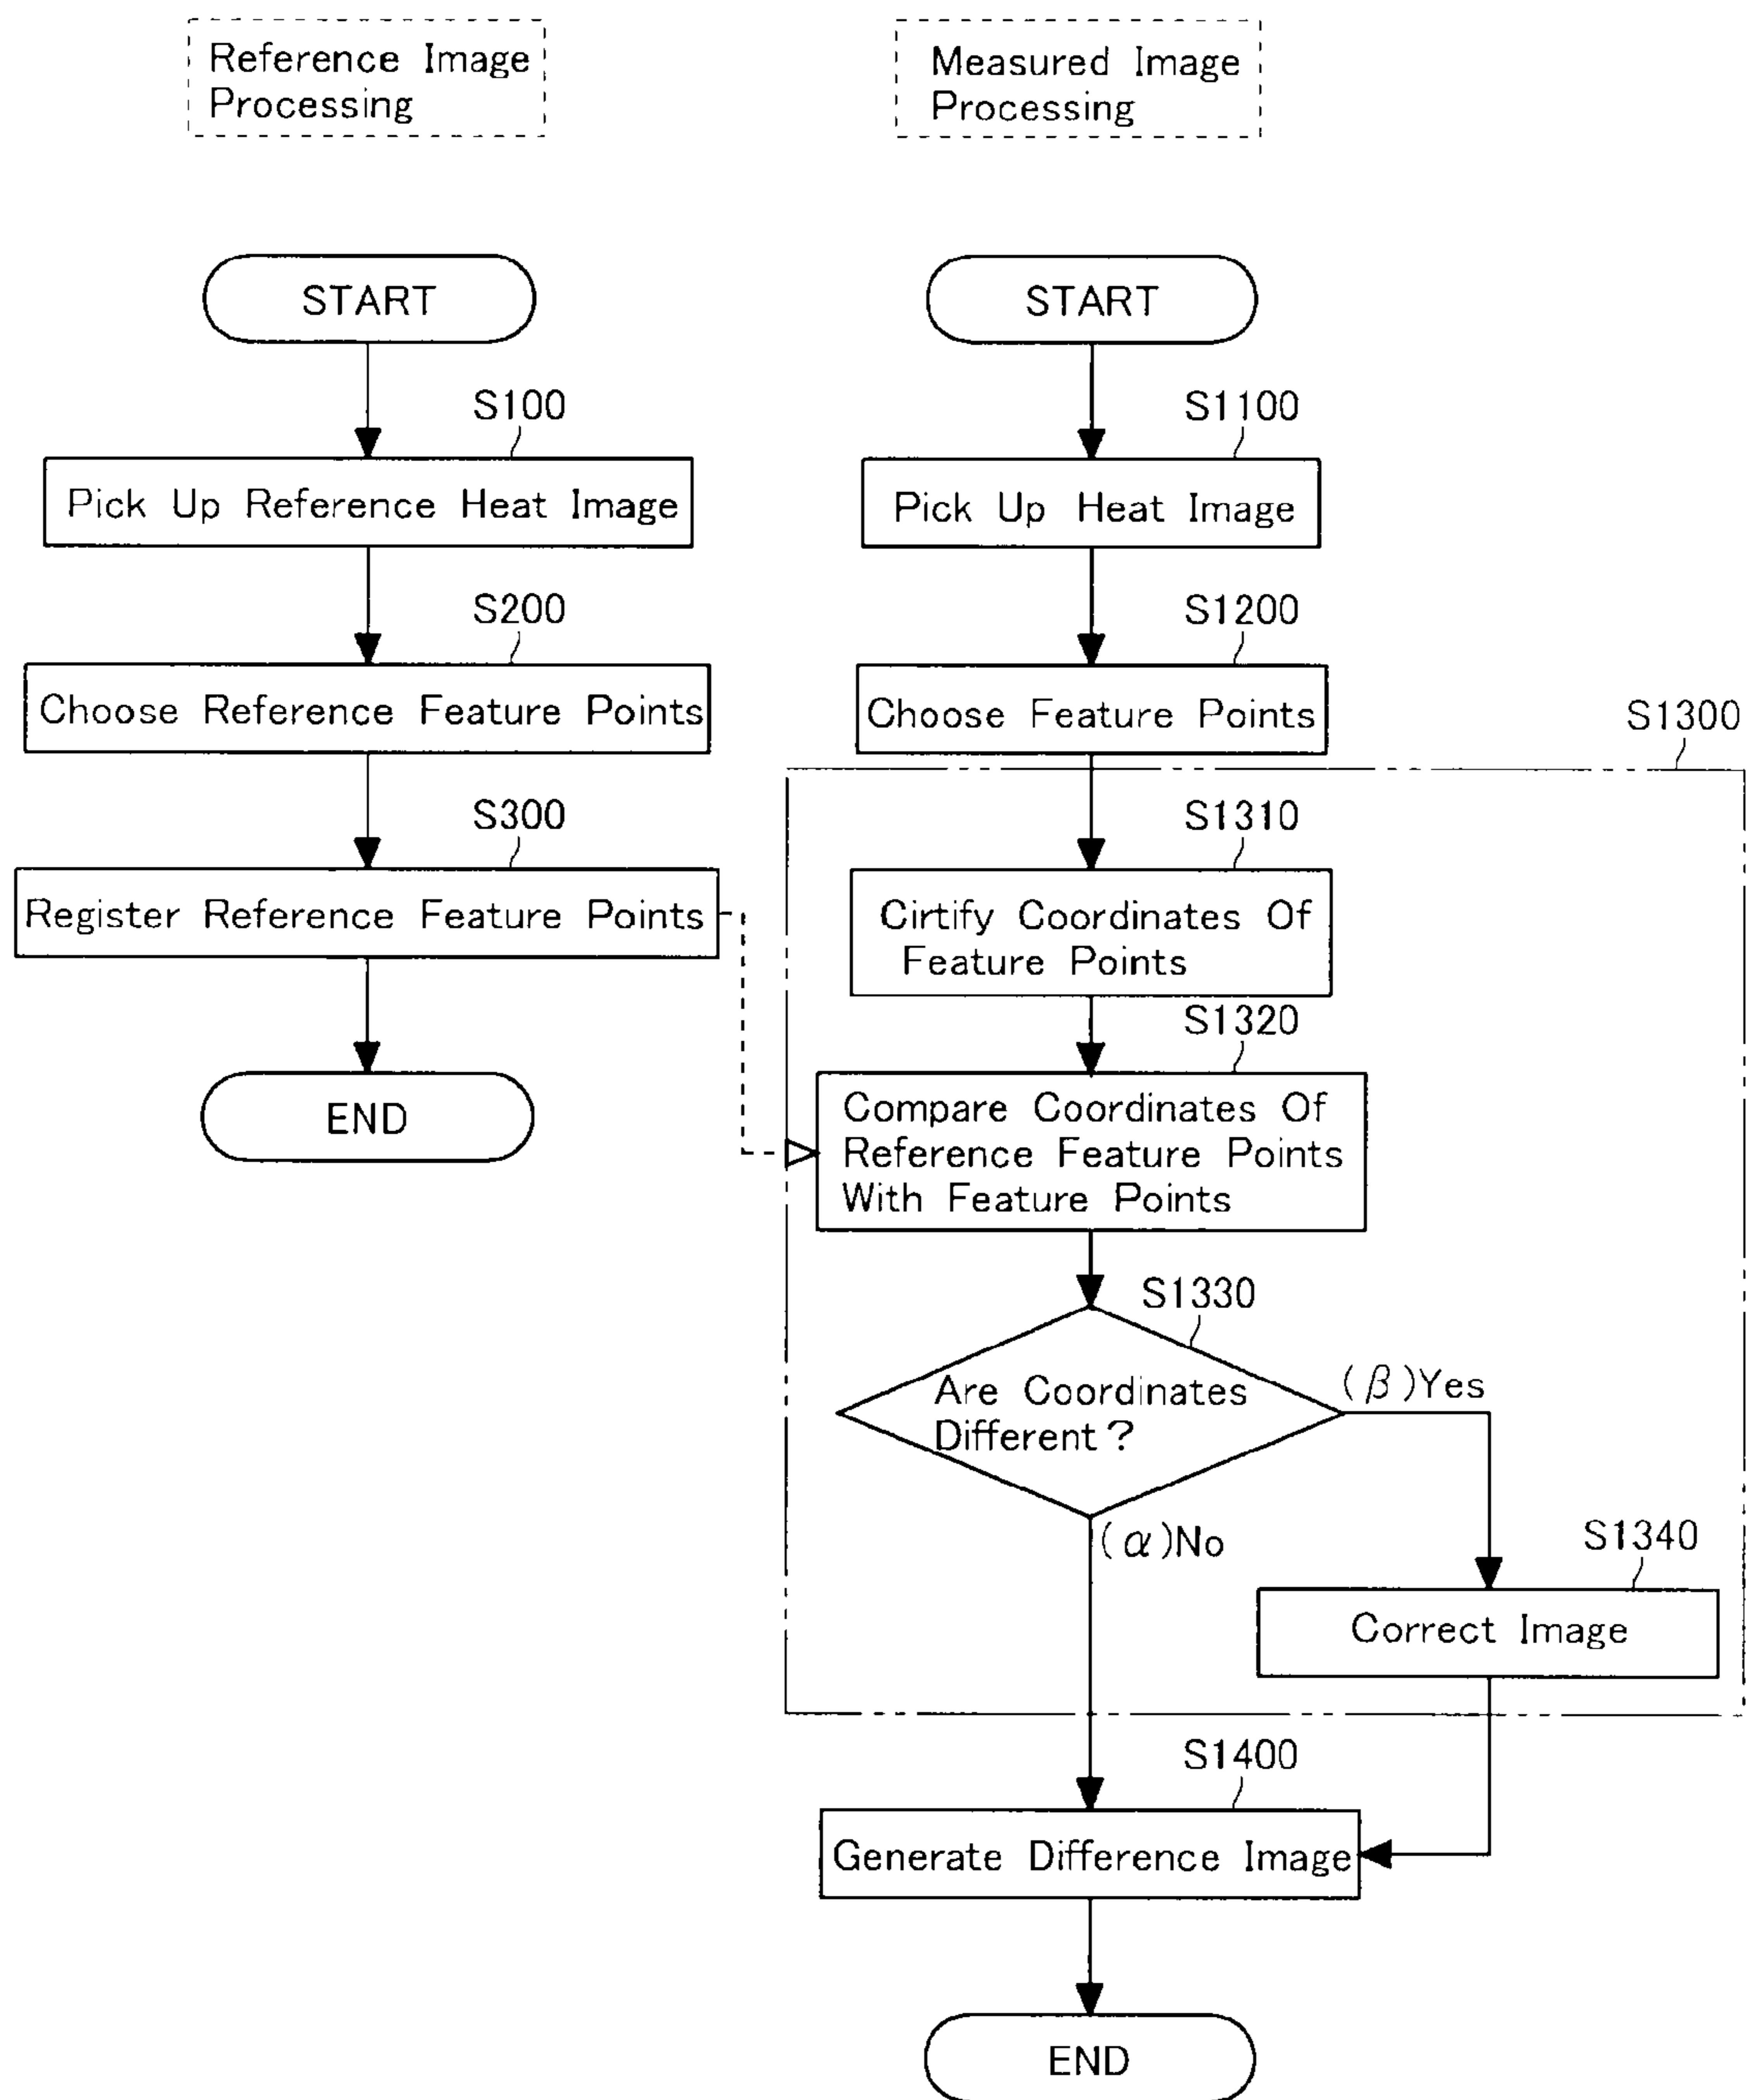 Reference Image
Processing
START
S100
Pick Up Reference Heat Image
S200
Choose Reference Feature Points
S300
Register Reference Feature Points
END
Measured Image
Processing
START
S1100
Pick Up Heat Image
S1200
Choose Feature Points
S1300
S1310
Cirtify Coordinates Of
Feature Points
S1320
Compare Coordinates Of
Reference Feature Points
With Feature Points
S1330
Are Coordinates
Different?
(β)Yes
(α)No
S1340
Correct Image
S1400
Generate Difference Image
END